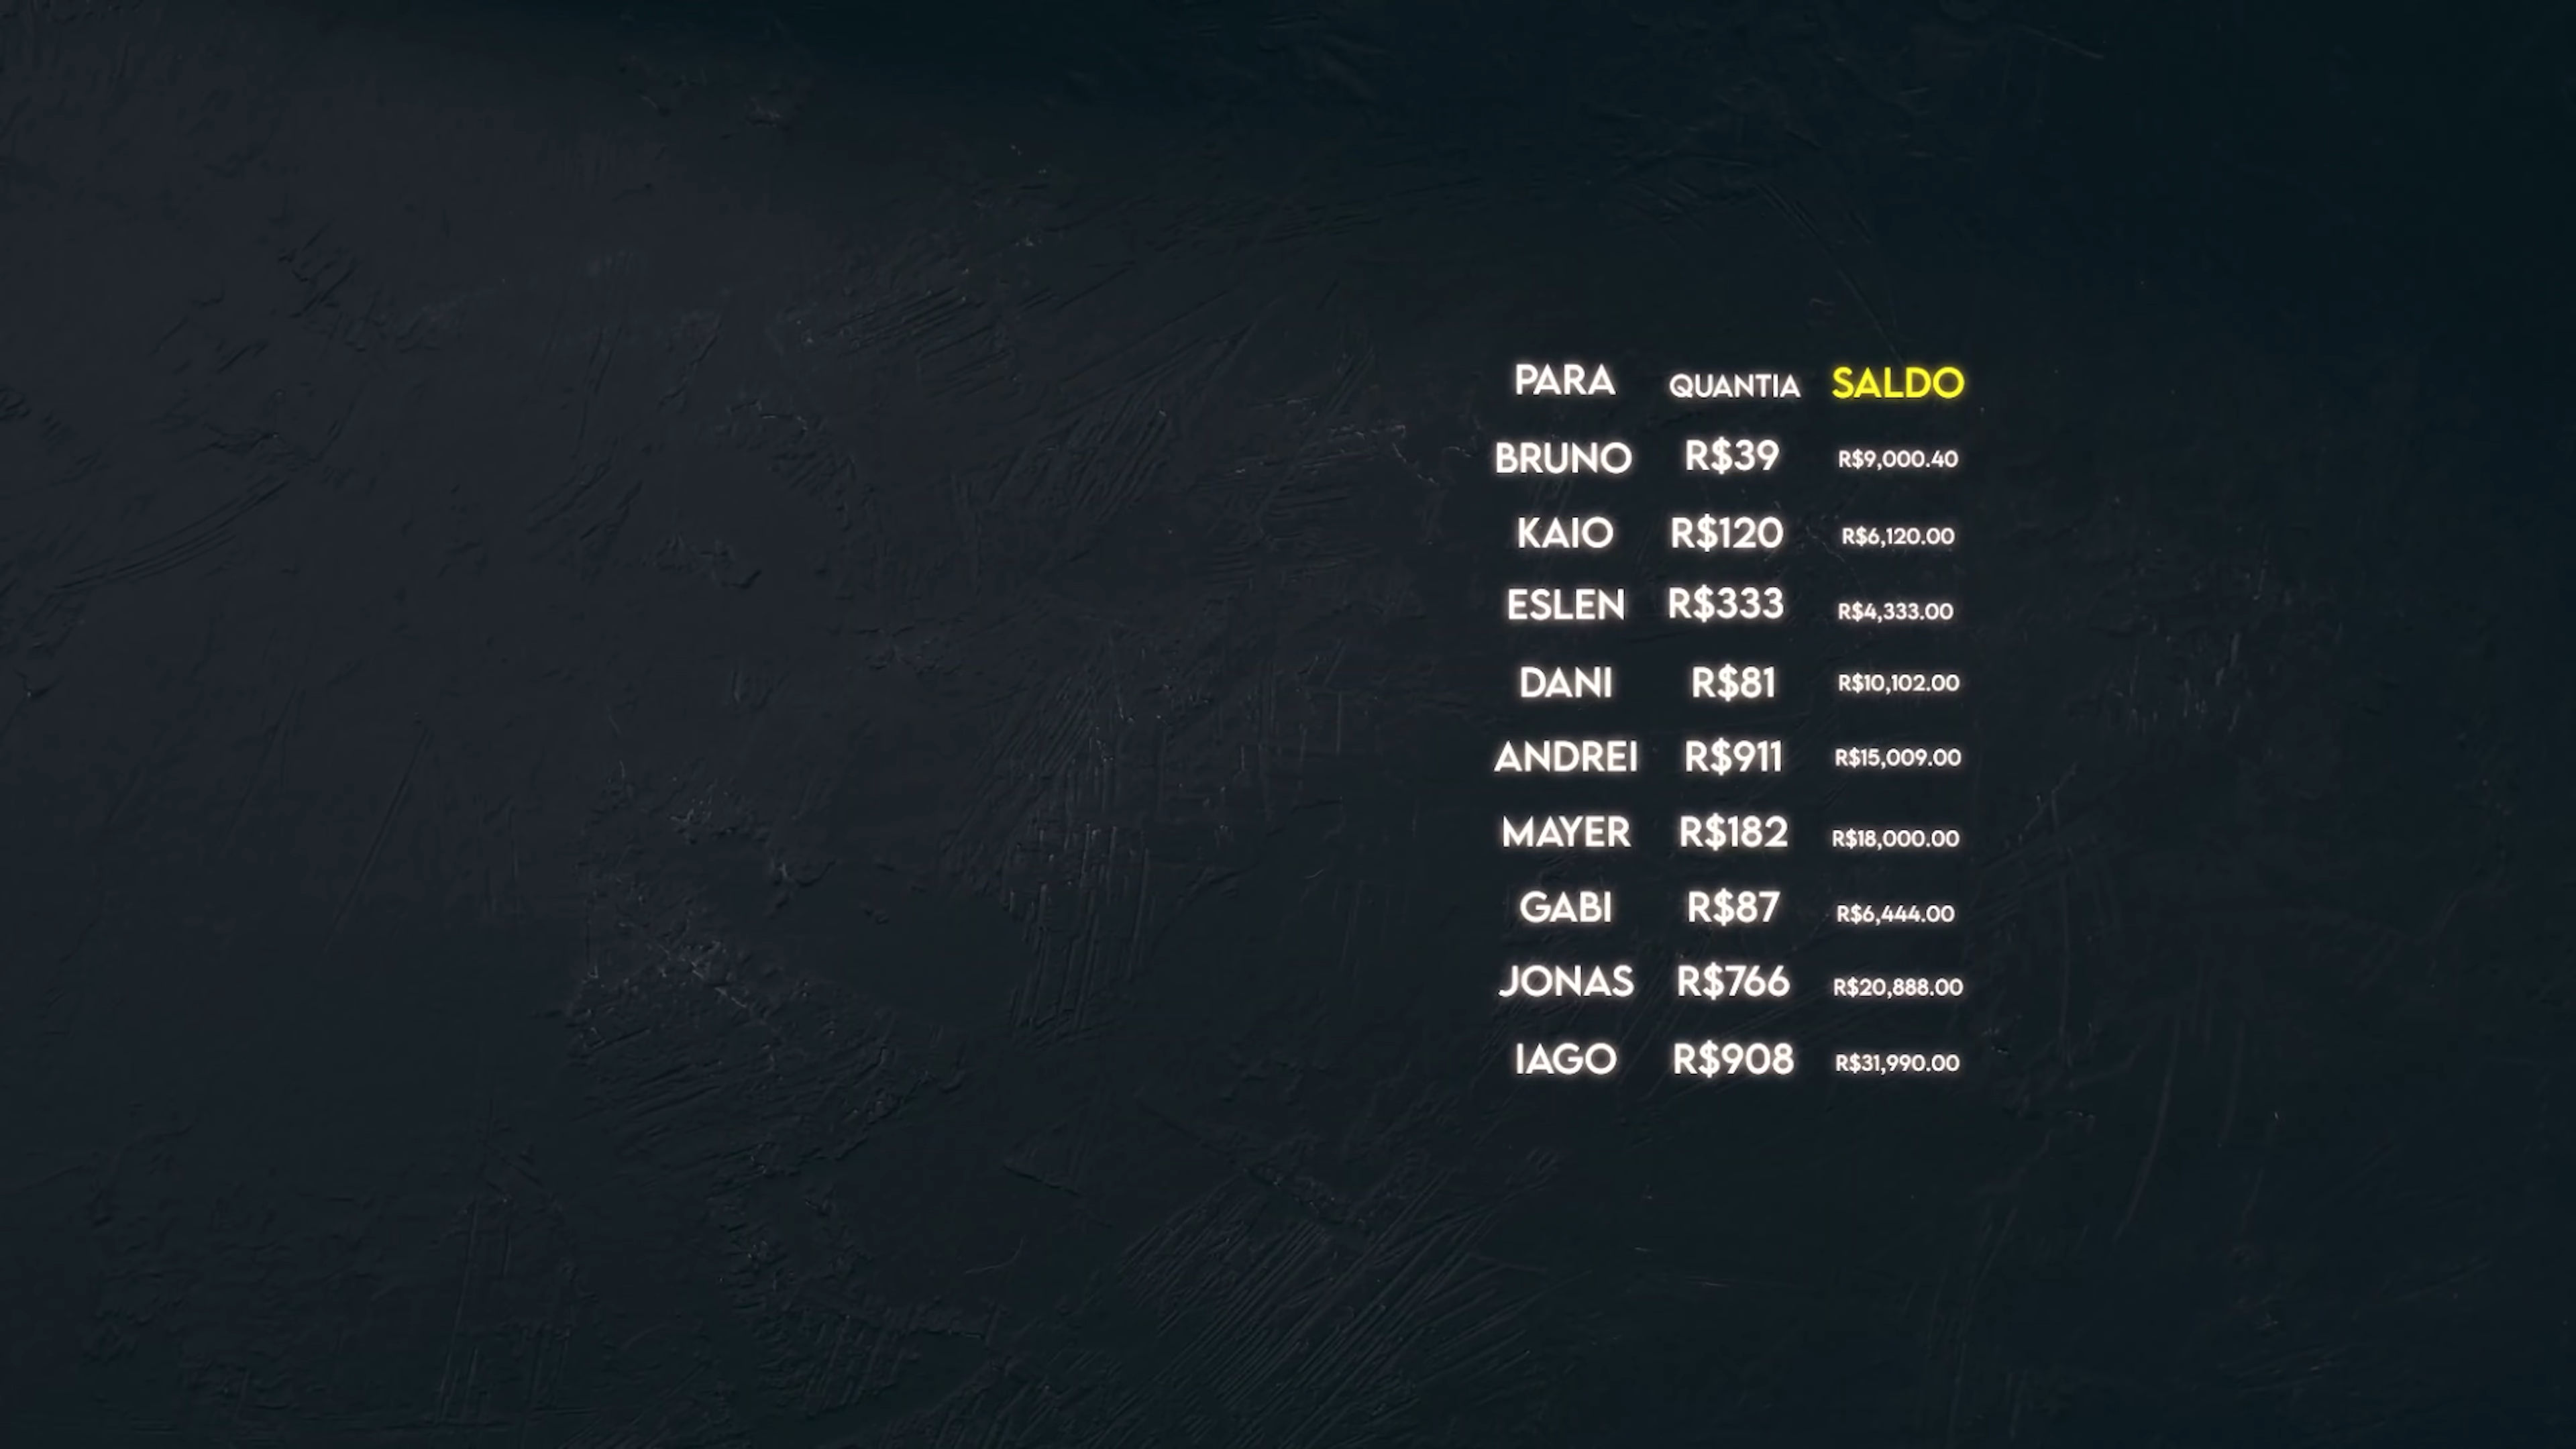 PARA QUANTIA SALDO
BRUNO R$39 R$9,000.40
KAIO R$120 R$6,120.00
ESLEN R$333 R$4,333.00
DANI R$81 R$10,102.00
ANDREI R$911 R$15,009.00
MAYER R$182 R$18,000.00
GABI R$87 R$6,444.00
JONAS R$766 R$20,888.00
IAGO R$908 R$31,990.00